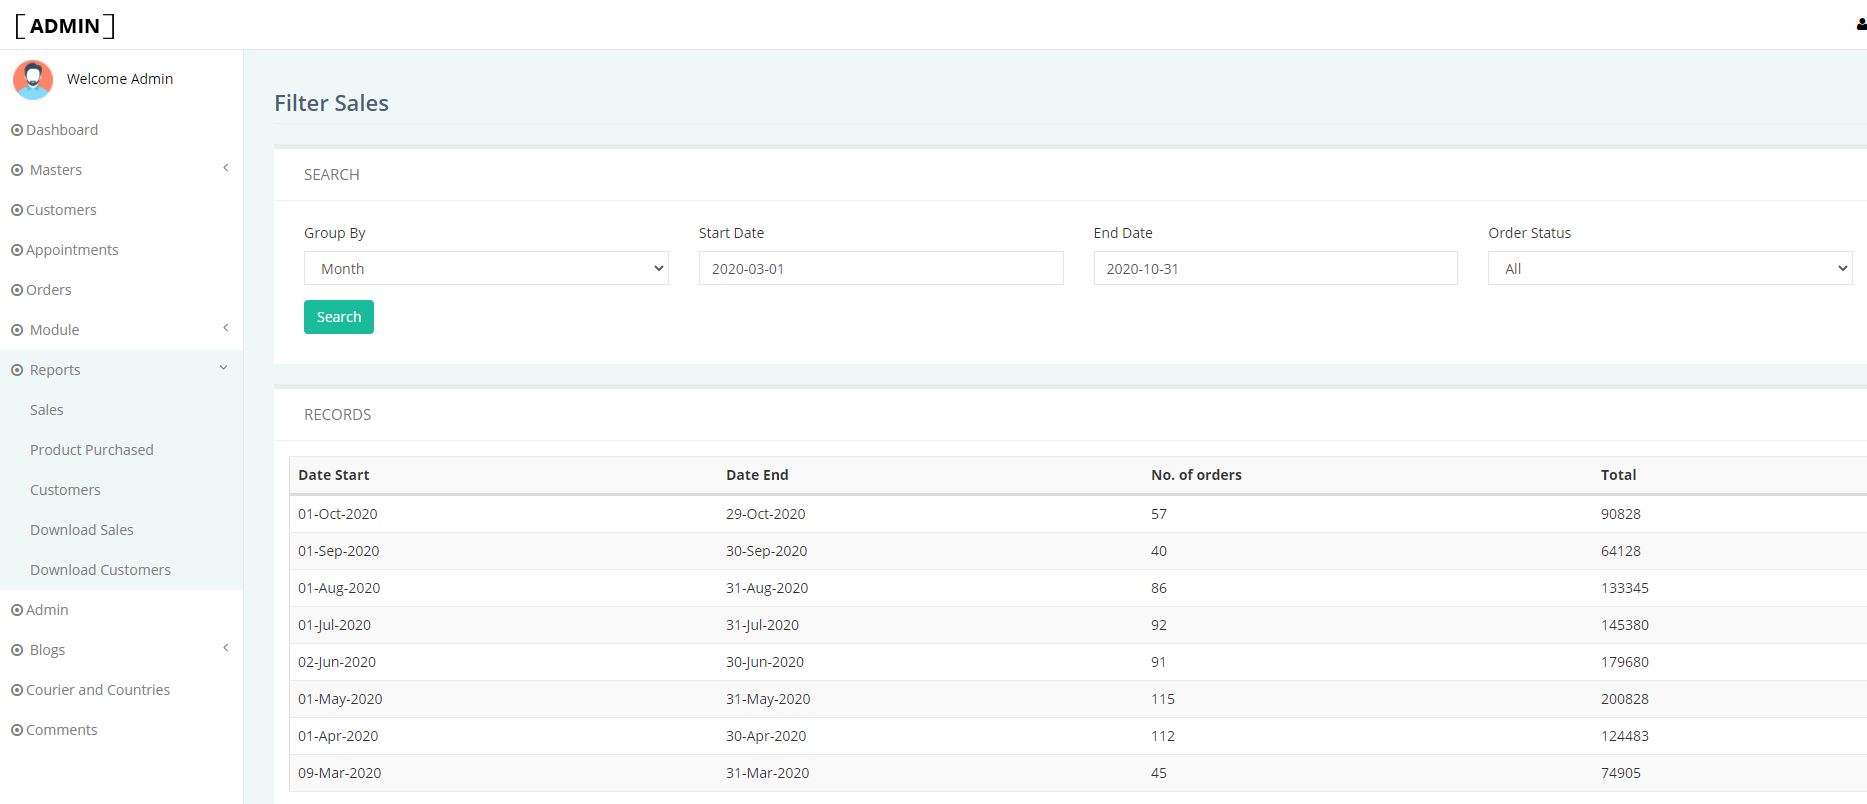 [ ADMIN ]
Welcome Admin
Dashboard
Masters
Customers
Appointments
Orders
Module
Reports
Sales
Product Purchased
Customers
Download Sales
Download Customers
Admin
Blogs
Courier and Countries
Comments
Filter Sales
SEARCH
Group By Start Date End Date Order Status
Month 2020-03-01 2020-10-31 All
Search
RECORDS
Date Start Date End No. of orders Total
01-Oct-2020 29-Oct-2020 57 90828
01-Sep-2020 30-Sep-2020 40 64128
01-Aug-2020 31-Aug-2020 86 133345
01-Jul-2020 31-Jul-2020 92 145380
02-Jun-2020 30-Jun-2020 91 179680
01-May-2020 31-May-2020 115 200828
01-Apr-2020 30-Apr-2020 112 124483
09-Mar-2020 31-Mar-2020 45 74905